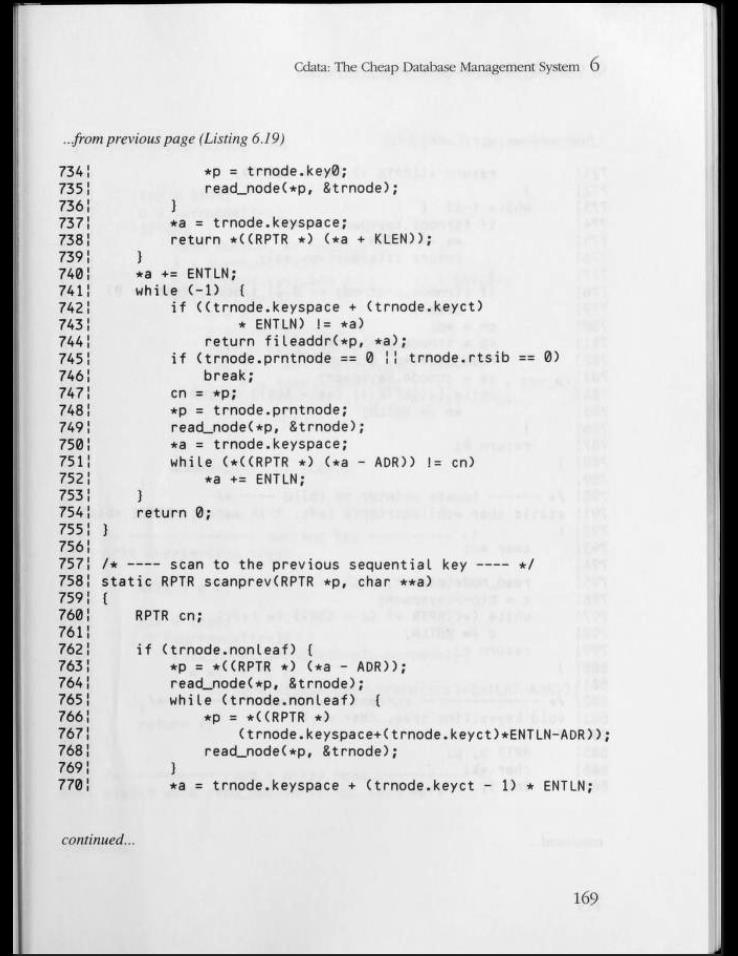 Cdata: The Cheap Database Management System 6
...from previous page (Listing 6.19)
734¦ *p = trnode.key0;
735¦ read_node(*p, &trnode);
736¦ }
737¦ *a = trnode.keyspace;
738¦ return *((RPTR *) (*a + KLEN));
739¦ }
740¦ *a += ENTLN;
741¦ while (-1) {
742¦ if ((trnode.keyspace + (trnode.keyct)
743¦ * ENTLN) != *a)
744¦ return fileaddr(*p, *a);
745¦ if (trnode.prntnode == 0 ¦¦ trnode.rtsib == 0)
746¦ break;
747¦ cn = *p;
748¦ *p = trnode.prntnode;
749¦ read_node(*p, &trnode);
750¦ *a = trnode.keyspace;
751¦ while (*((RPTR *) (*a - ADR)) != cn)
752¦ *a += ENTLN;
753¦ }
754¦ return 0;
755¦ }
756¦
757¦ /* ---- scan to the previous sequential key ---- */
758¦ static RPTR scanprev(RPTR *p, char **a)
759¦ {
760¦ RPTR cn;
761¦
762¦ if (trnode.nonleaf) {
763¦ *p = *((RPTR *) (*a - ADR));
764¦ read_node(*p, &trnode);
765¦ while (trnode.nonleaf) {
766¦ *p = *((RPTR *)
767¦ (trnode.keyspace+(trnode.keyct)*ENTLN-ADR));
768¦ read_node(*p, &trnode);
769¦ }
770¦ *a = trnode.keyspace + (trnode.keyct - 1) * ENTLN;
continued...
169